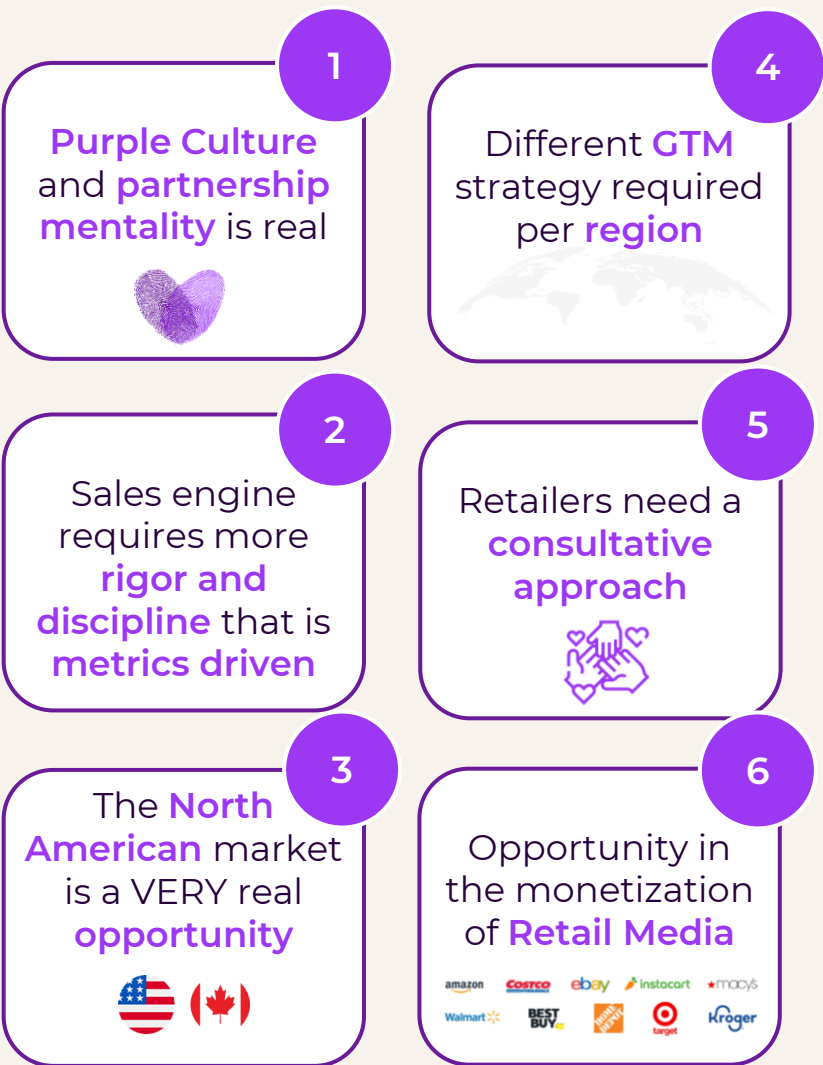 1
Purple Culture
and partnership
mentality is real
2
Sales engine
requires more
rigor and
discipline that is
metrics driven
3
The North
American market
is a VERY real
opportunity
4
Different GTM
strategy required
per region
5
Retailers need a
consultative
approach
6
Opportunity in
the monetization
of Retail Media
amazon COSTCO ebay instacart macy's
Walmart BEST BUY THE HOME DEPOT target Kroger